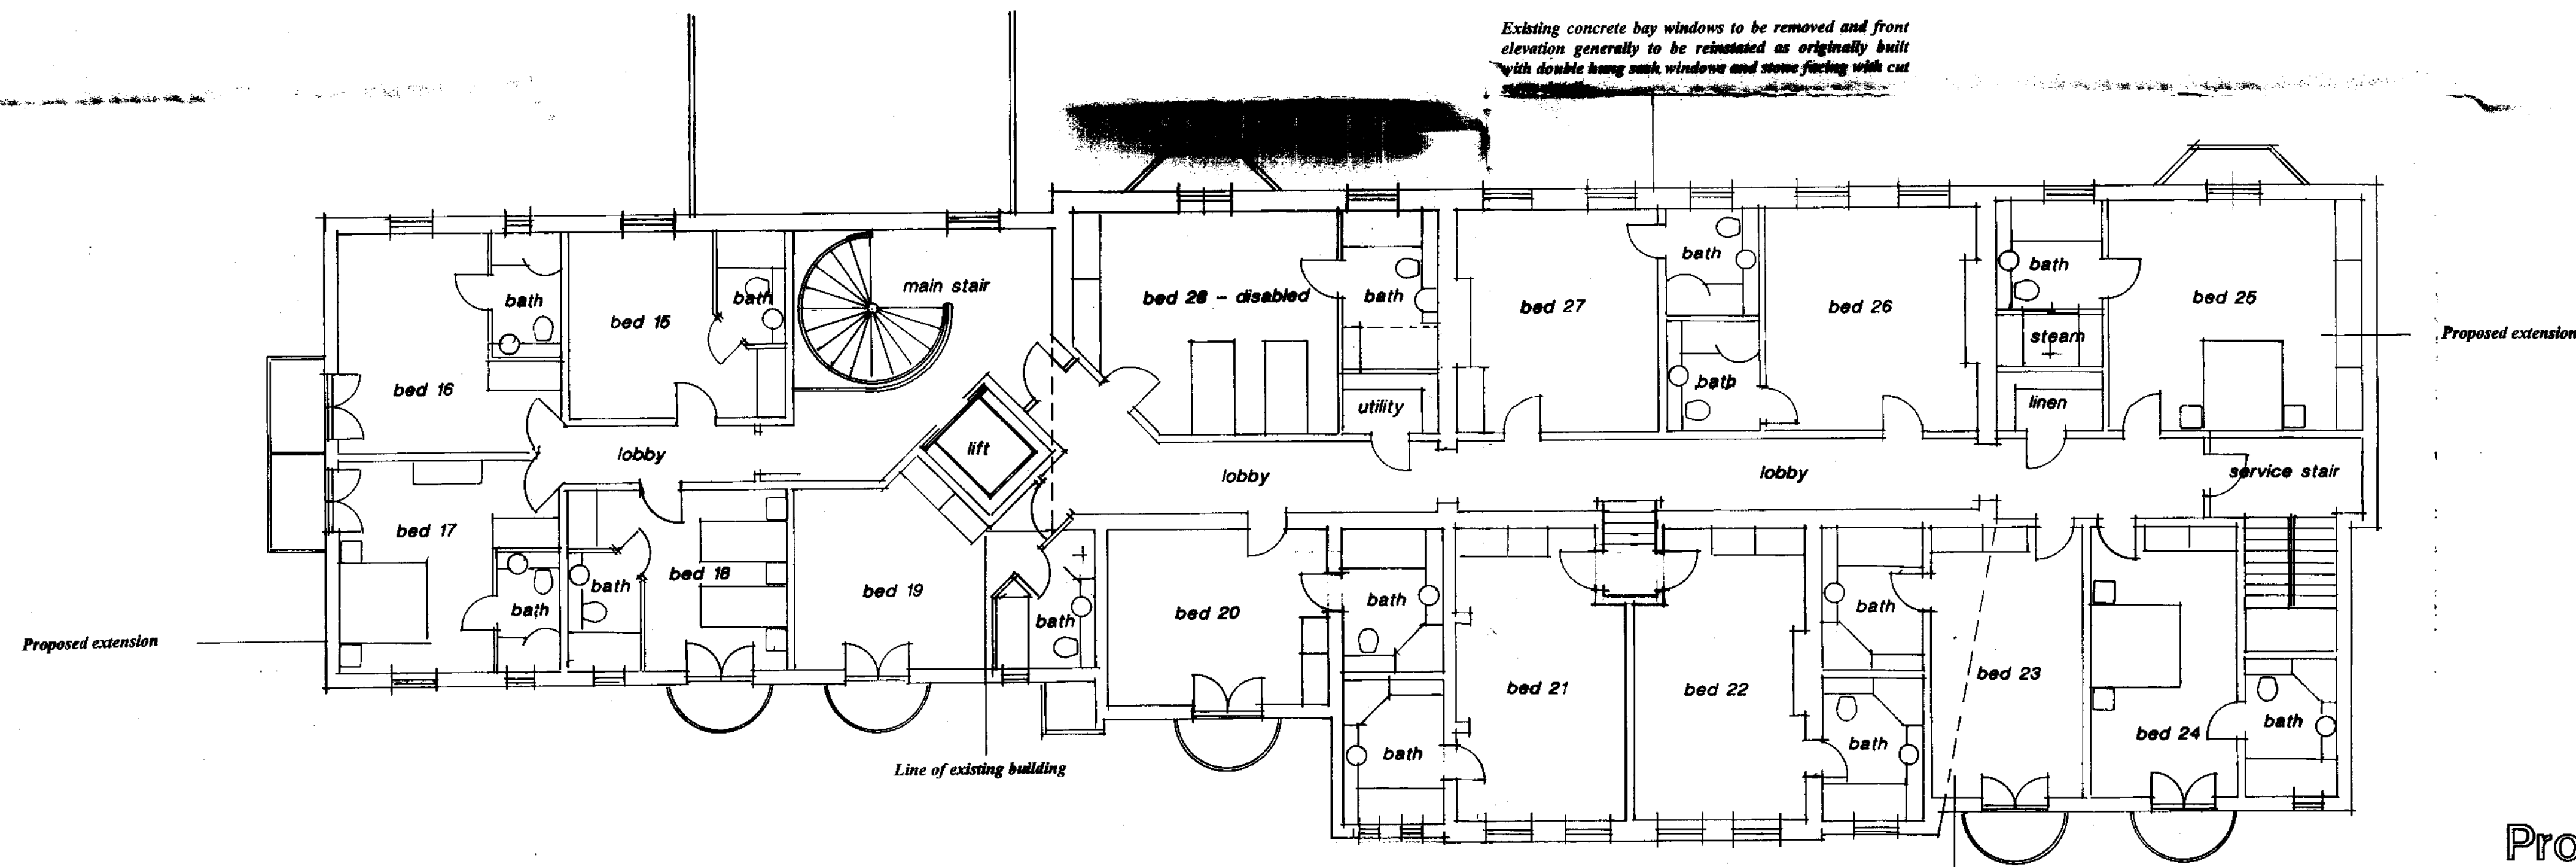 Existing concrete bay windows to be removed and front
elevation generally to be reinstated as originally built
with double hung sash windows and stone facing with cut
main stair
bath
bath
bed 15
bed 16
bed 28 - disabled
bath
utility
bed 27
bath
bath
bed 26
bath
steam
linen
bed 25
Proposed extension
lift
lobby
lobby
lobby
service stair
bed 17
bath
bath
bed 18
bed 19
bath
bed 20
bath
bath
bed 21
bed 22
bath
bath
bed 23
bed 24
bath
Proposed extension
Line of existing building
Pro